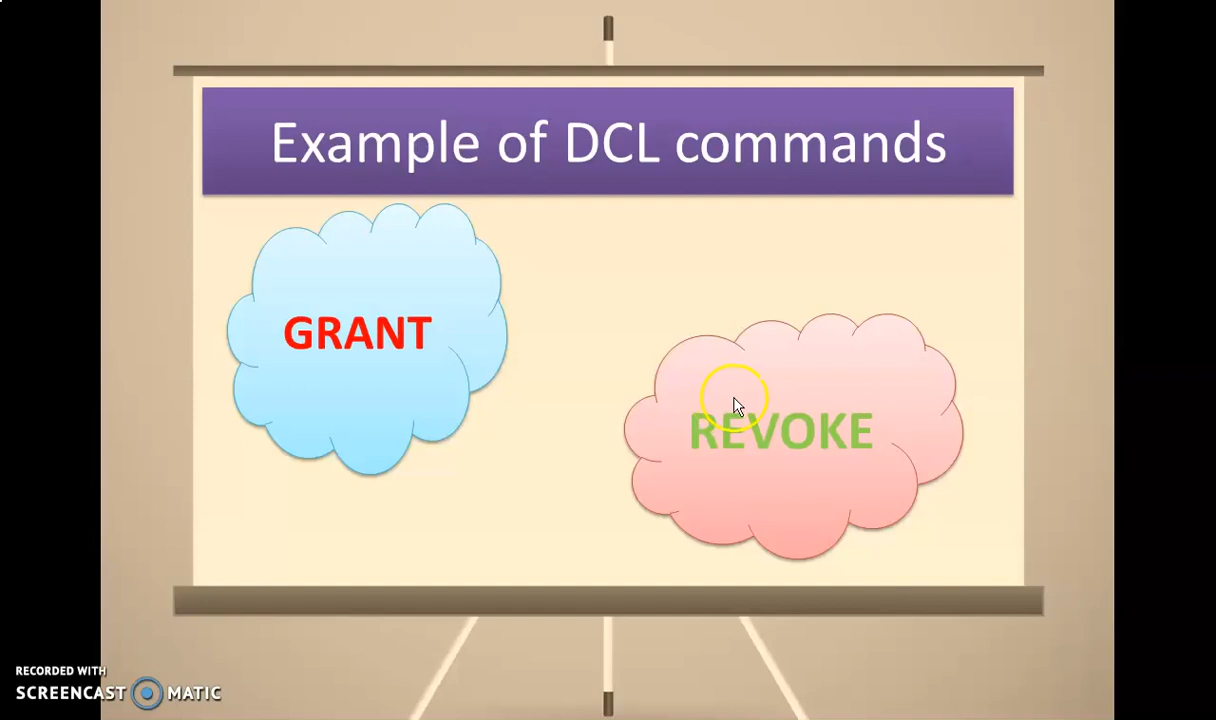 Example of DCL commands
GRANT
REVOKE
RECORDED WITH
SCREENCAST MATIC